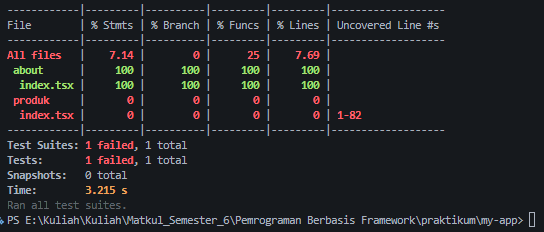 -----------|---------|----------|---------|---------|-------------------
File       | % Stmts | % Branch | % Funcs | % Lines | Uncovered Line #s
-----------|---------|----------|---------|---------|-------------------
All files  |    7.14 |        0 |      25 |    7.69 |
 about     |     100 |      100 |     100 |     100 |
  index.tsx |     100 |      100 |     100 |     100 |
 produk    |       0 |        0 |       0 |       0 |
  index.tsx |       0 |        0 |       0 |       0 | 1-82
-----------|---------|----------|---------|---------|-------------------
Test Suites: 1 failed, 1 total
Tests:       1 failed, 1 total
Snapshots:   0 total
Time:        3.215 s
Ran all test suites.
PS E:\Kuliah\Kuliah\Matkul_Semester_6\Pemrograman Berbasis Framework\praktikum\my-app>